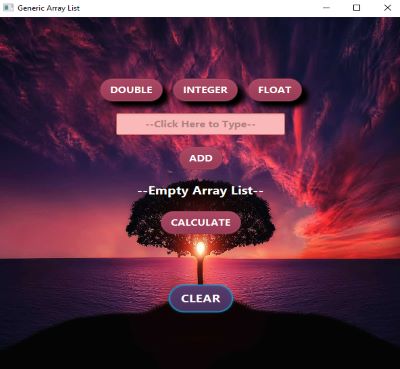 Generic Array List
DOUBLE INTEGER FLOAT
--Click Here to Type--
ADD
--Empty Array List--
CALCULATE
CLEAR